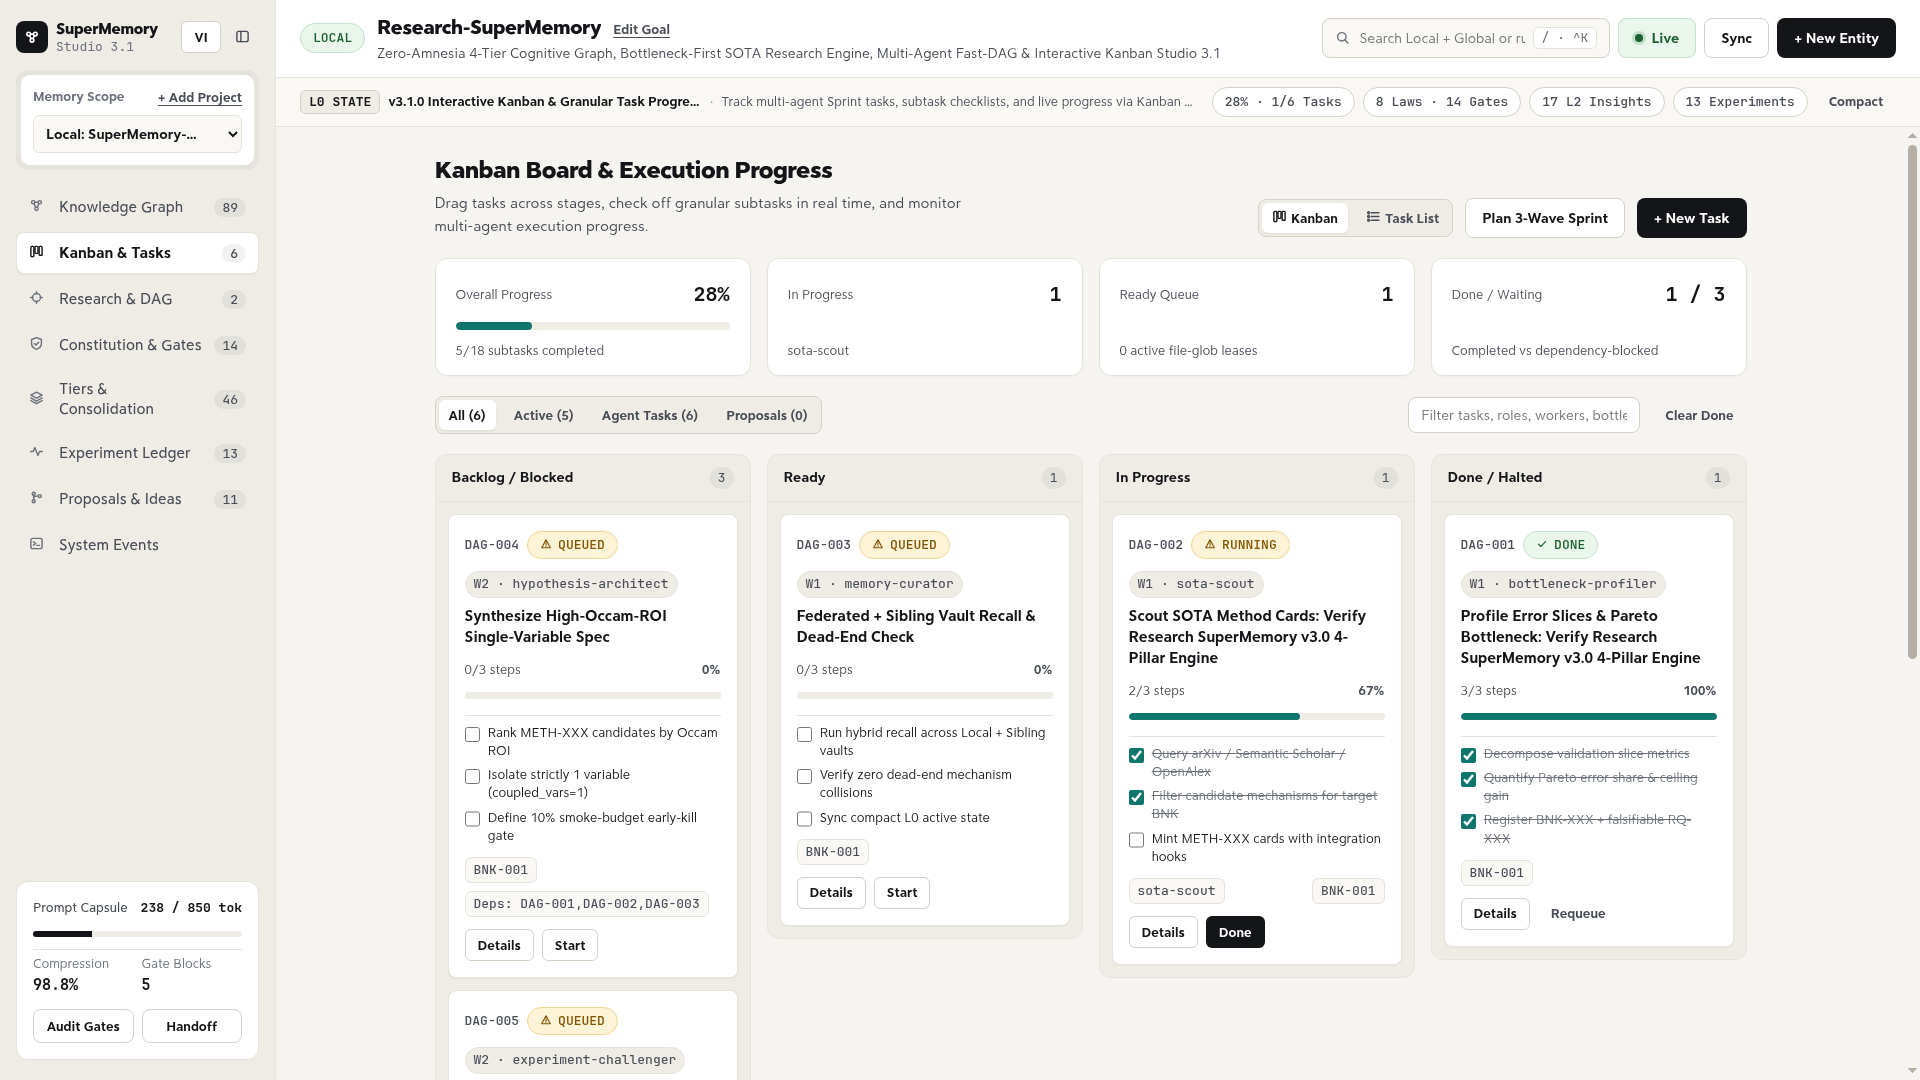 SuperMemory
Studio 3.1
VI
Memory Scope
+ Add Project
Local: SuperMemory-...
Knowledge Graph 89
Kanban & Tasks 6
Research & DAG 2
Constitution & Gates 14
Tiers &
Consolidation 46
Experiment Ledger 13
Proposals & Ideas 11
System Events
Prompt Capsule 238 / 850 tok
Compression Gate Blocks
98.8% 5
Audit Gates Handoff
LOCAL
Research-SuperMemory Edit Goal
Zero-Amnesia 4-Tier Cognitive Graph, Bottleneck-First SOTA Research Engine, Multi-Agent Fast-DAG & Interactive Kanban Studio 3.1
Search Local + Global or ru / · ^K
Live
Sync
+ New Entity
L0 STATE v3.1.0 Interactive Kanban & Granular Task Progre... · Track multi-agent Sprint tasks, subtask checklists, and live progress via Kanban ...
28% · 1/6 Tasks
8 Laws · 14 Gates
17 L2 Insights
13 Experiments
Compact
Kanban Board & Execution Progress
Drag tasks across stages, check off granular subtasks in real time, and monitor
multi-agent execution progress.
Kanban Task List
Plan 3-Wave Sprint
+ New Task
Overall Progress 28%
5/18 subtasks completed
In Progress 1
sota-scout
Ready Queue 1
0 active file-glob leases
Done / Waiting 1 / 3
Completed vs dependency-blocked
All (6) Active (5) Agent Tasks (6) Proposals (0)
Filter tasks, roles, workers, bottle
Clear Done
Backlog / Blocked 3
DAG-004 ⚠ QUEUED
W2 · hypothesis-architect
Synthesize High-Occam-ROI
Single-Variable Spec
0/3 steps 0%
Rank METH-XXX candidates by Occam
ROI
Isolate strictly 1 variable
(coupled_vars=1)
Define 10% smoke-budget early-kill
gate
BNK-001
Deps: DAG-001,DAG-002,DAG-003
Details Start
DAG-005 ⚠ QUEUED
W2 · experiment-challenger
Ready 1
DAG-003 ⚠ QUEUED
W1 · memory-curator
Federated + Sibling Vault Recall &
Dead-End Check
0/3 steps 0%
Run hybrid recall across Local + Sibling
vaults
Verify zero dead-end mechanism
collisions
Sync compact L0 active state
BNK-001
Details Start
In Progress 1
DAG-002 ⚠ RUNNING
W1 · sota-scout
Scout SOTA Method Cards: Verify
Research SuperMemory v3.0 4-
Pillar Engine
2/3 steps 67%
Query arXiv / Semantic Scholar /
OpenAlex
Filter candidate mechanisms for target
BNK
Mint METH-XXX cards with integration
hooks
sota-scout BNK-001
Details Done
Done / Halted 1
DAG-001 ✓ DONE
W1 · bottleneck-profiler
Profile Error Slices & Pareto
Bottleneck: Verify Research
SuperMemory v3.0 4-Pillar Engine
3/3 steps 100%
Decompose validation slice metrics
Quantify Pareto error share & ceiling
gain
Register BNK-XXX + falsifiable RQ-
XXX
BNK-001
Details Requeue